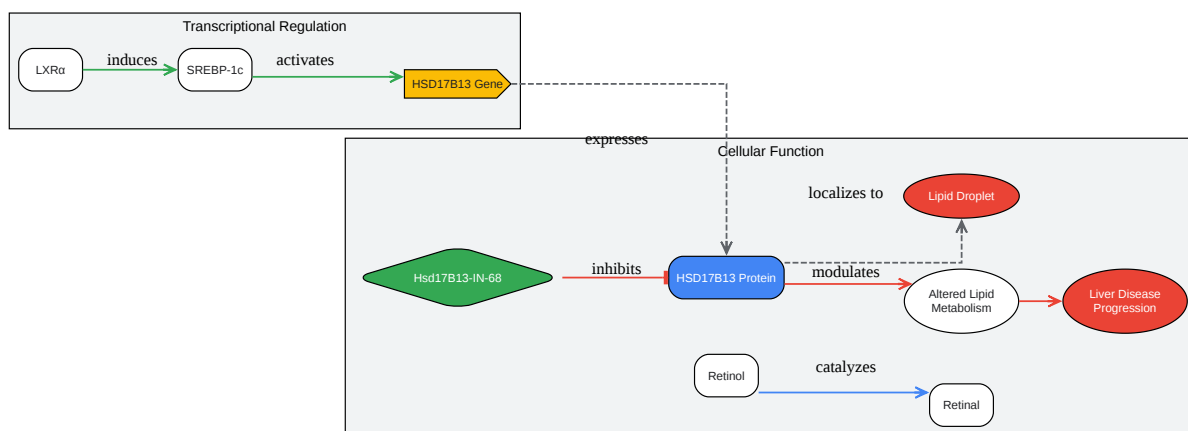 Transcriptional Regulation
LXRα
induces
SREBP-1c
activates
HSD17B13 Gene
expresses
Cellular Function
localizes to
Lipid Droplet
Hsd17B13-IN-68
inhibits
HSD17B13 Protein
modulates
Altered Lipid
Metabolism
Liver Disease
Progression
Retinol
catalyzes
Retinal